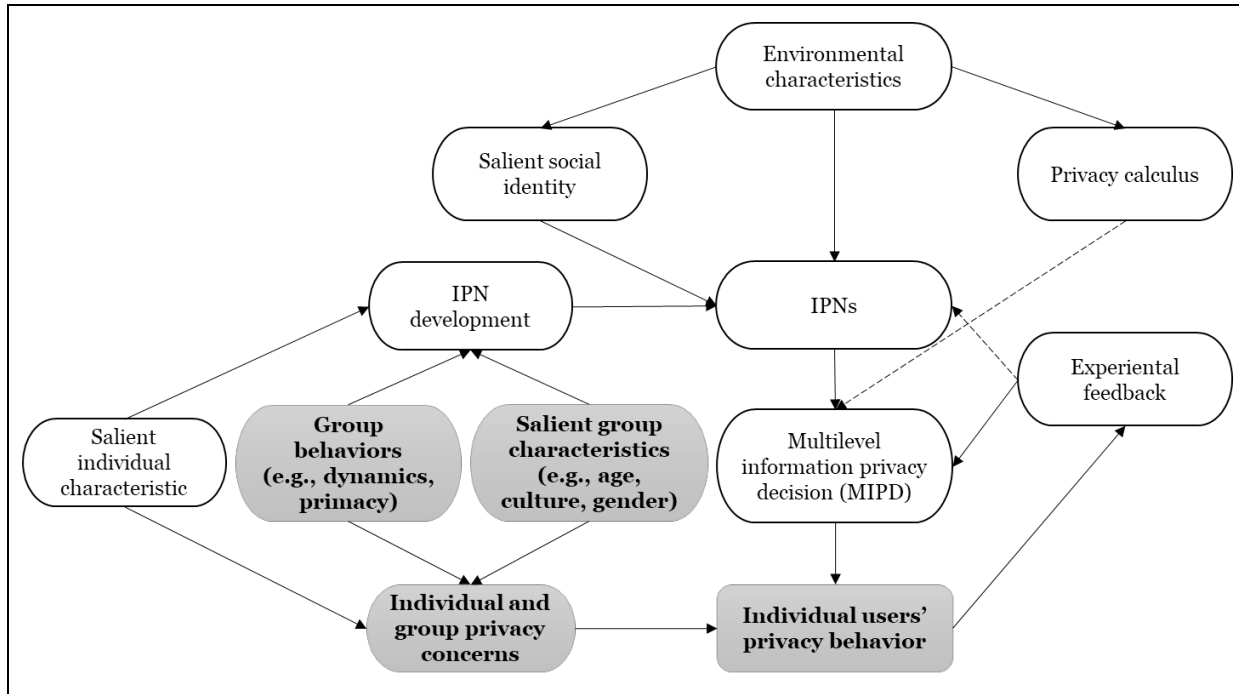 Environmental
characteristics
Salient social
identity
Privacy calculus
IPN
development
IPNs
Experiental
feedback
Salient
individual
characteristic
Group
behaviors
(e.g., dynamics,
primacy)
Salient group
characteristics
(e.g., age,
culture, gender)
Multilevel
information privacy
decision (MIPD)
Individual and
group privacy
concerns
Individual users’
privacy behavior